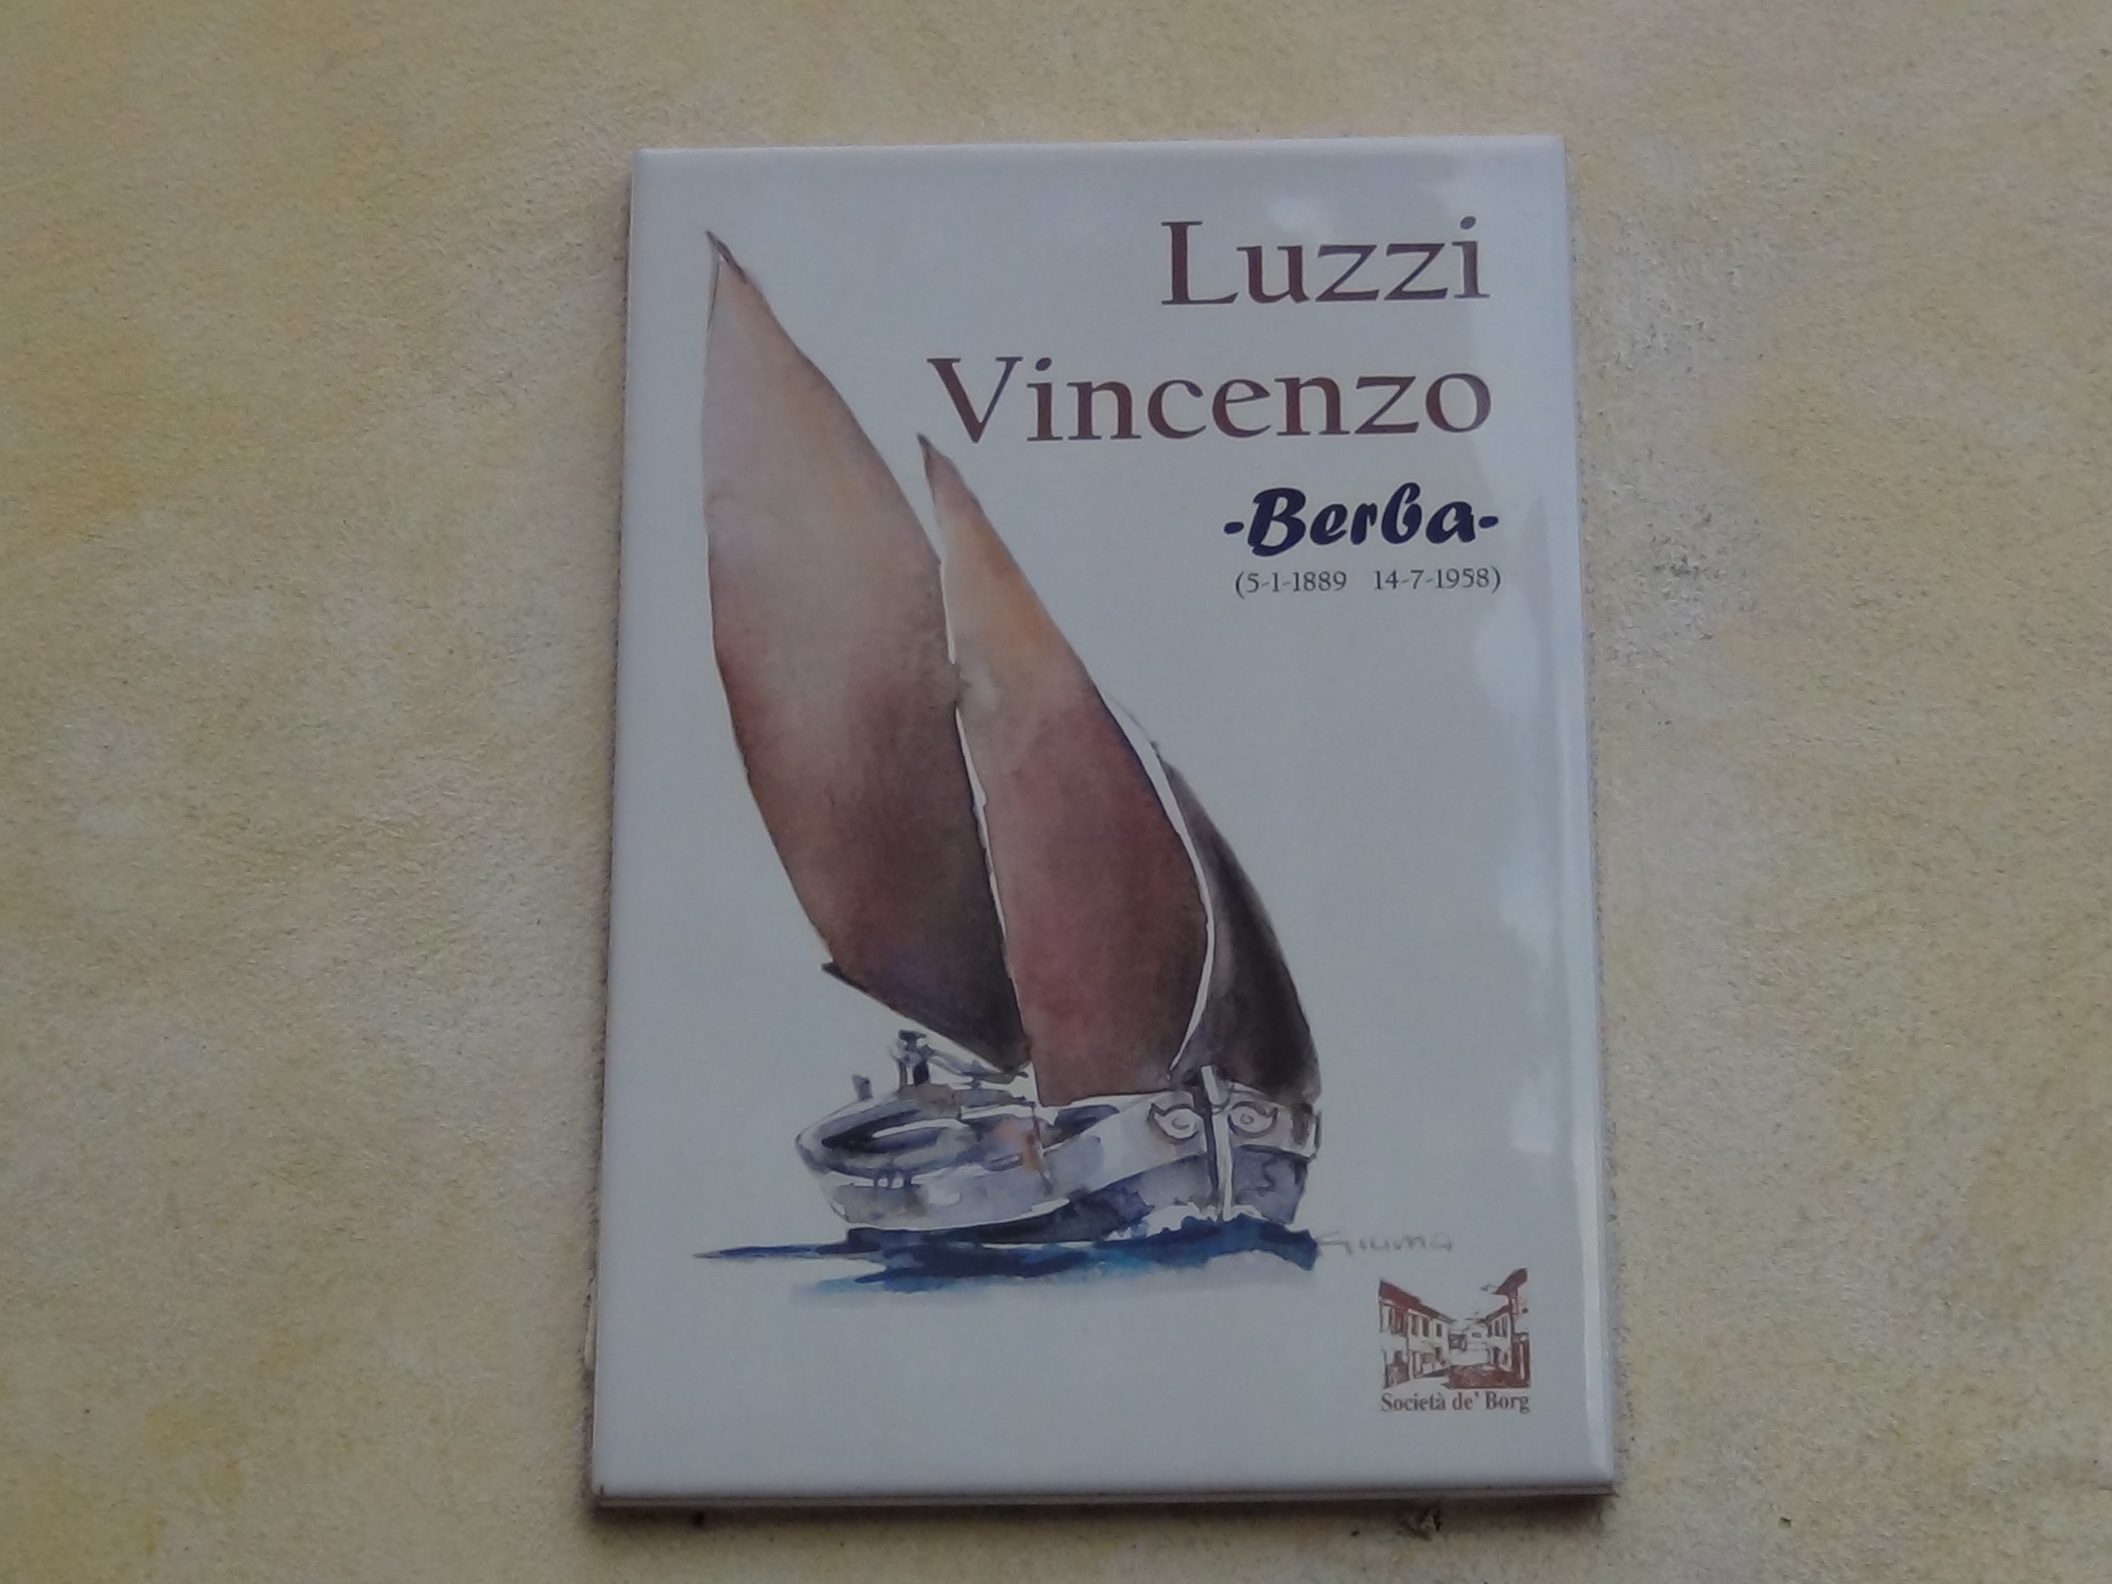 Luzzi
Vincenzo
-Berba-
(5-1-1889 14-7-1958)
Società de' Borg